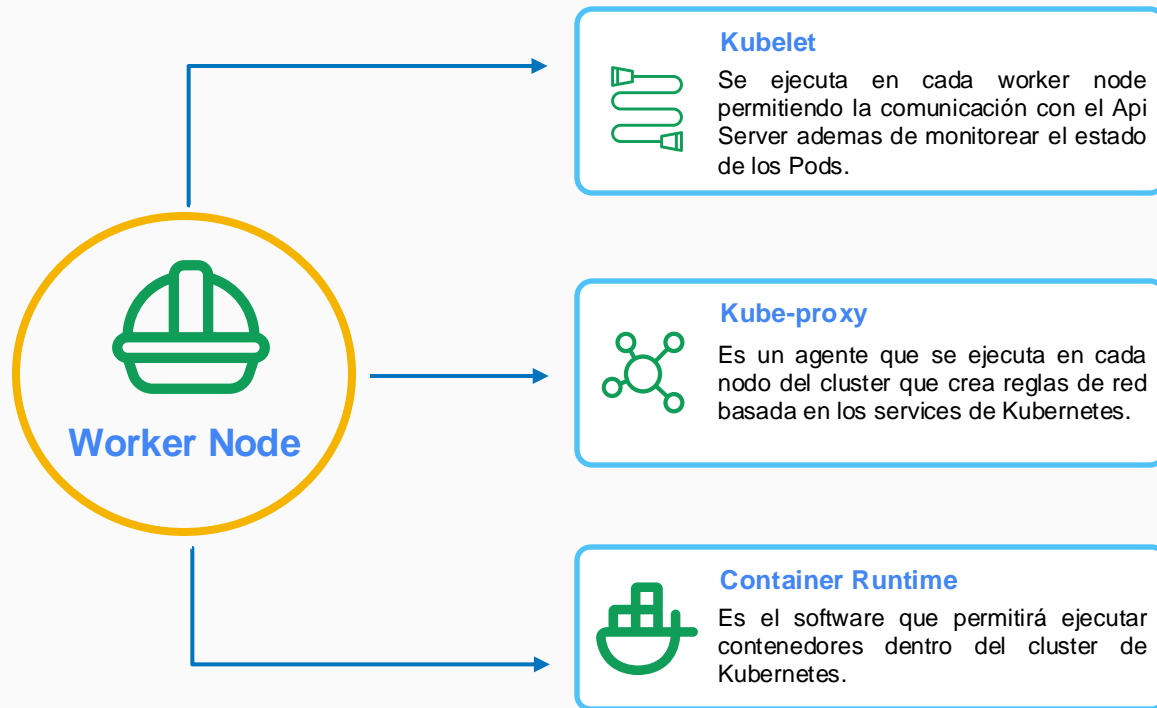 Kubelet
Se ejecuta en cada worker node
permitiendo la comunicación con el Api
Server ademas de monitorear el estado
de los Pods.
Kube-proxy
Es un agente que se ejecuta en cada
nodo del cluster que crea reglas de red
basada en los services de Kubernetes.
Worker Node
Container Runtime
Es el software que permitirá ejecutar
contenedores dentro del cluster de
Kubernetes.